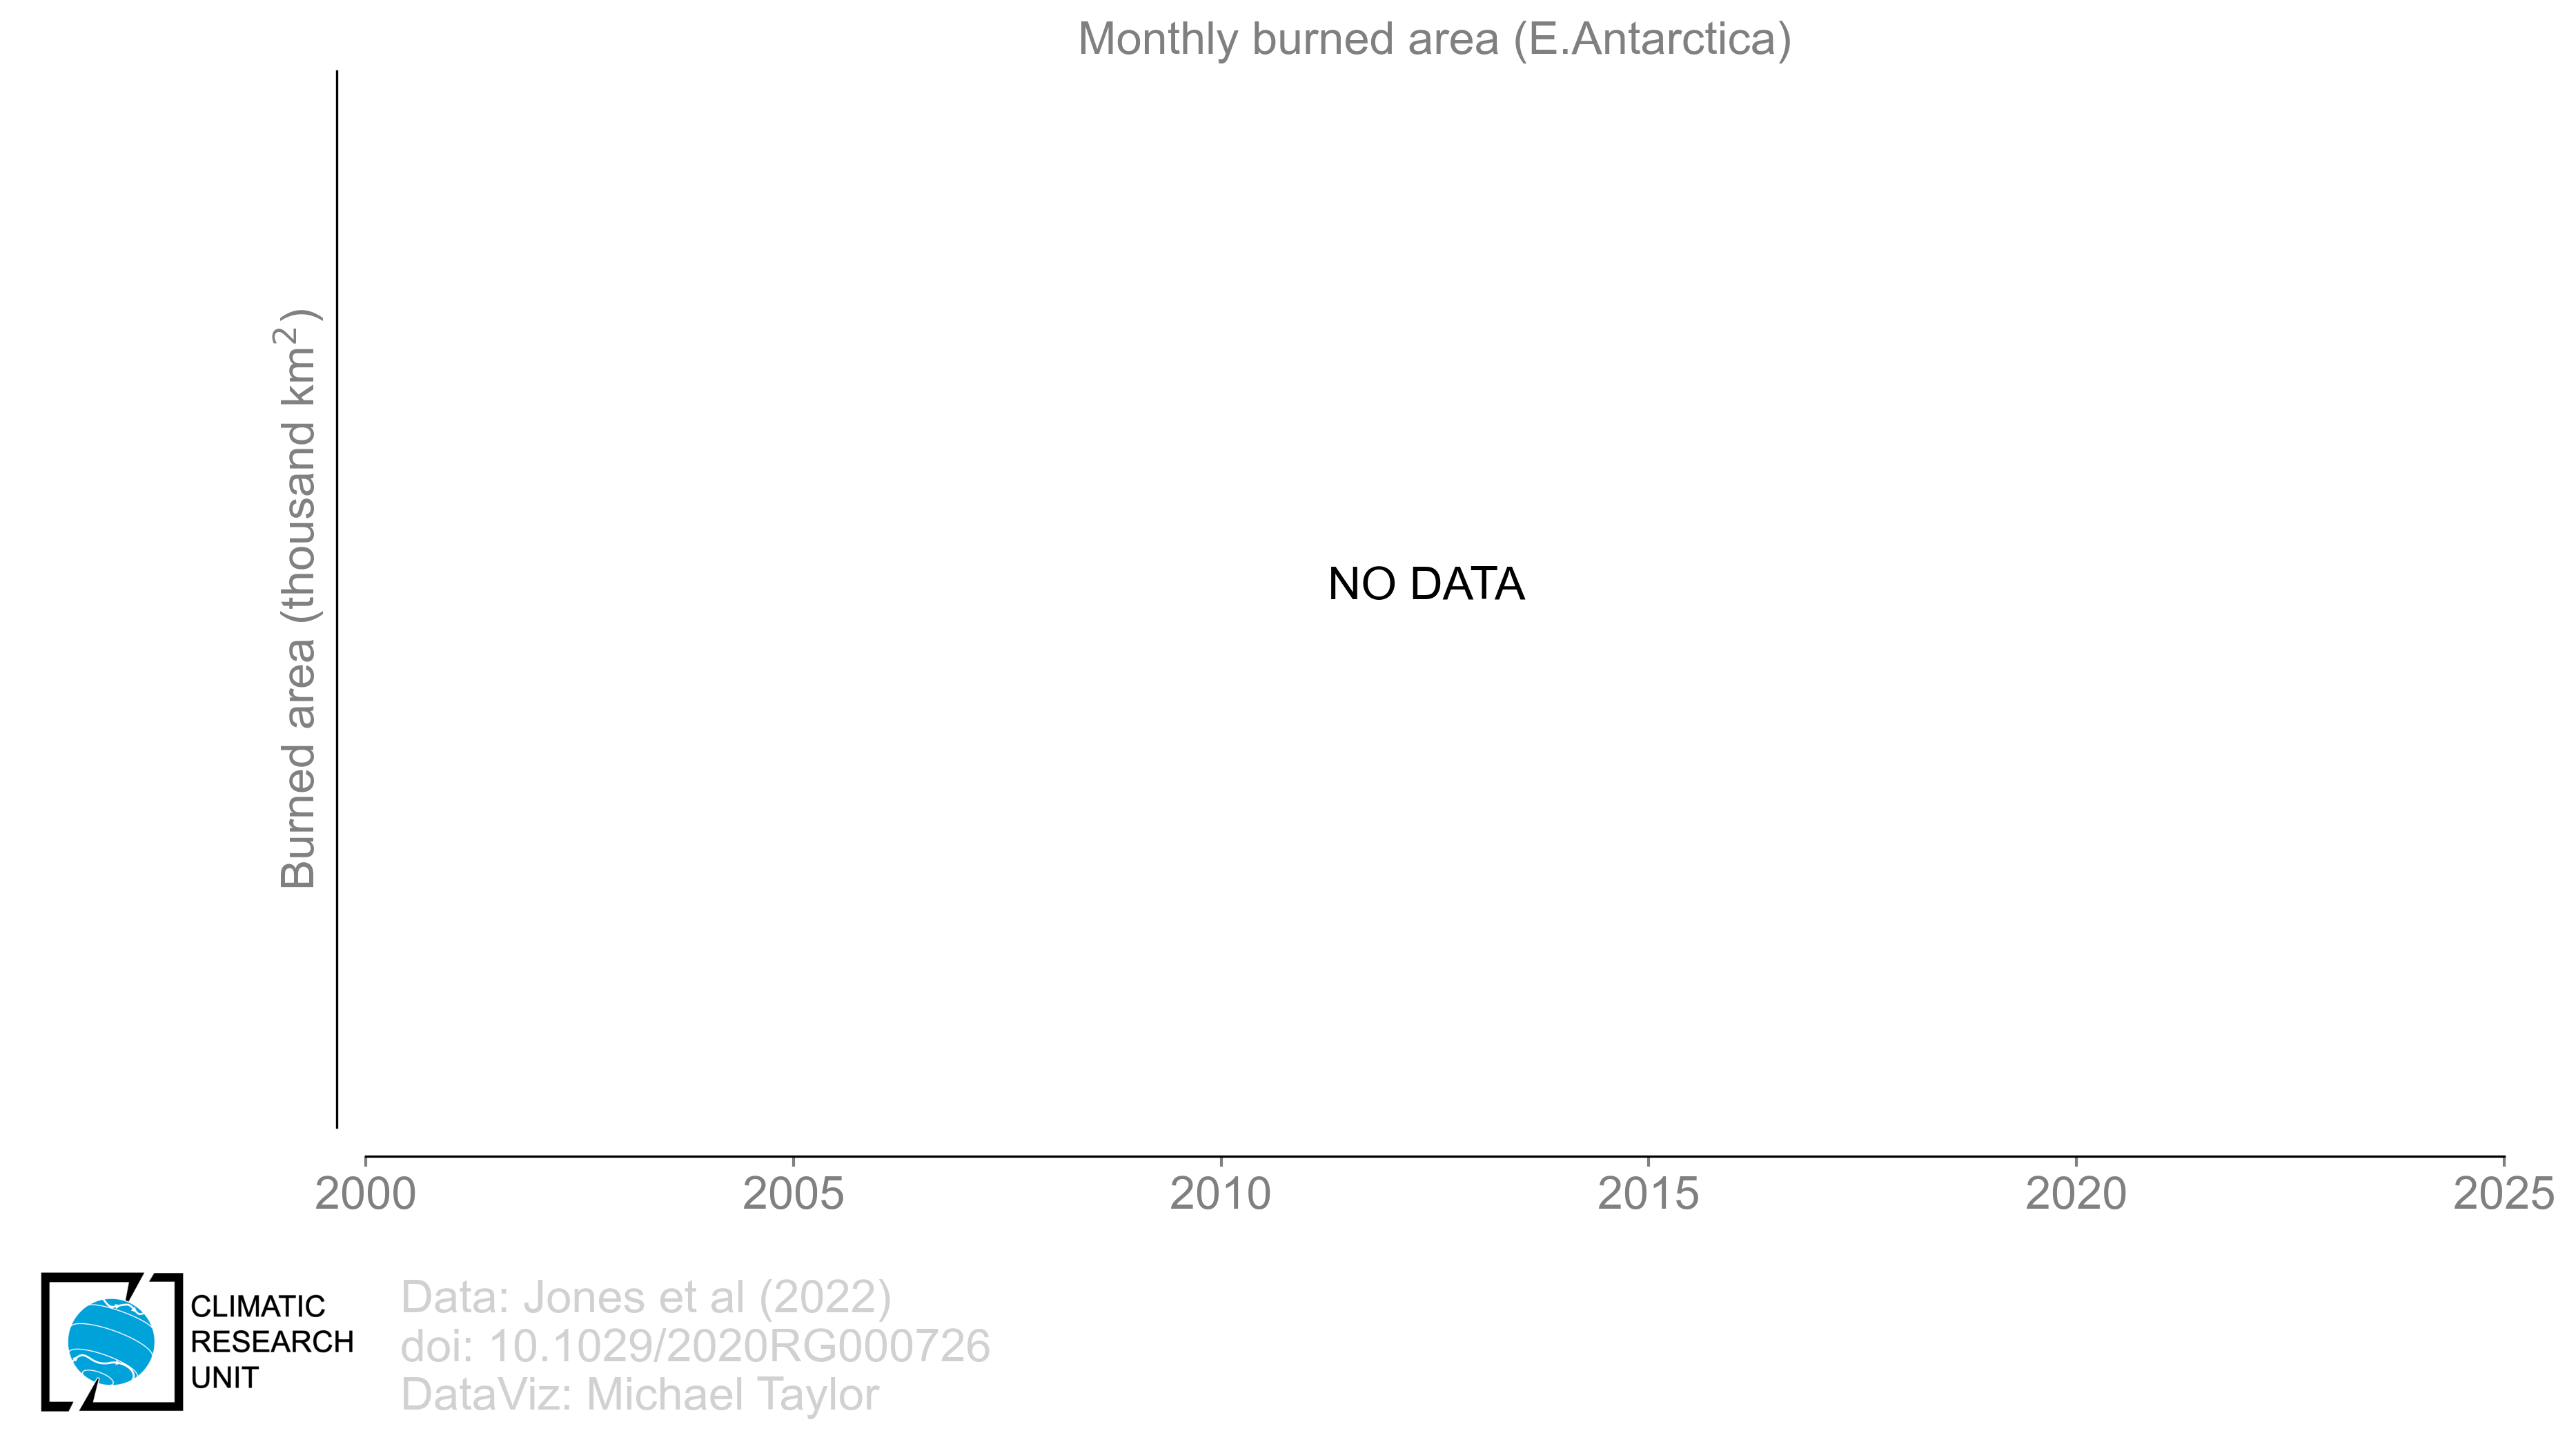 Monthly burned area (E.Antarctica)
Burned area (thousand km²)
NO DATA
2000 2005 2010 2015 2020 2025
CLIMATIC
RESEARCH
UNIT
Data: Jones et al (2022)
doi: 10.1029/2020RG000726
DataViz: Michael Taylor